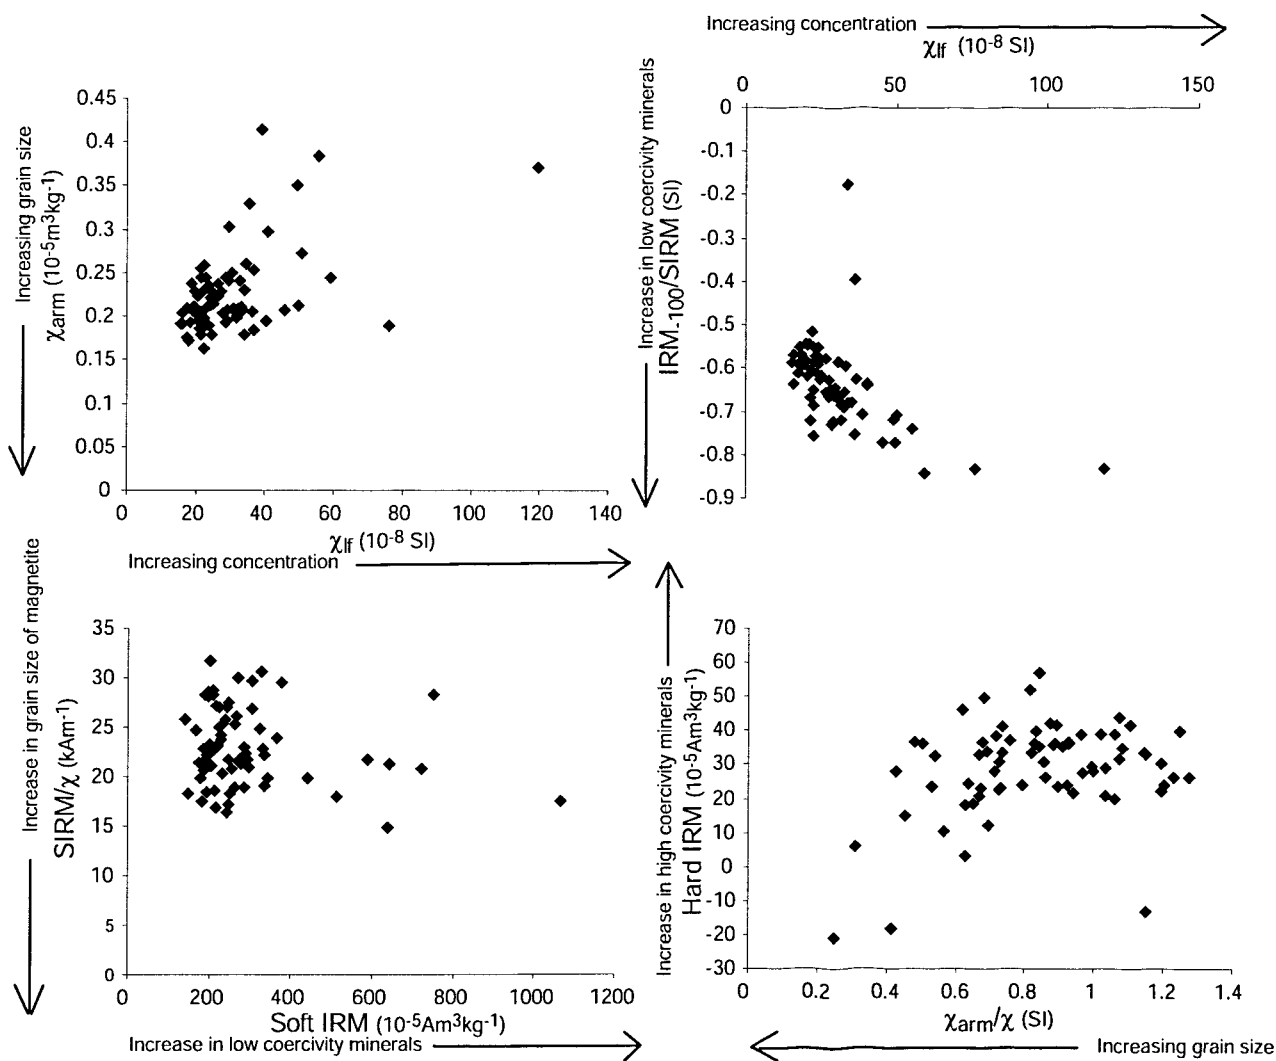 Increasing grain size
χarm (10-5m3kg-1)
0.45
0.4
0.35
0.3
0.25
0.2
0.15
0.1
0.05
0
0 20 40 60 80 100 120 140
χlf (10-8 SI)
Increasing concentration
Increasing concentration
χlf (10-8 SI)
0 50 100 150
Increase in low coercivity minerals
IRM-100/SIRM (SI)
0
-0.1
-0.2
-0.3
-0.4
-0.5
-0.6
-0.7
-0.8
-0.9
Increase in grain size of magnetite
SIRM/χ (kAm-1)
35
30
25
20
15
10
5
0
0 200 400 600 800 1000 1200
Soft IRM (10-5Am3kg-1)
Increase in low coercivity minerals
Increase in high coercivity minerals
Hard IRM (10-5Am3kg-1)
70
60
50
40
30
20
10
0
-10
-20
-30
0 0.2 0.4 0.6 0.8 1 1.2 1.4
χarm/χ (SI)
Increasing grain size